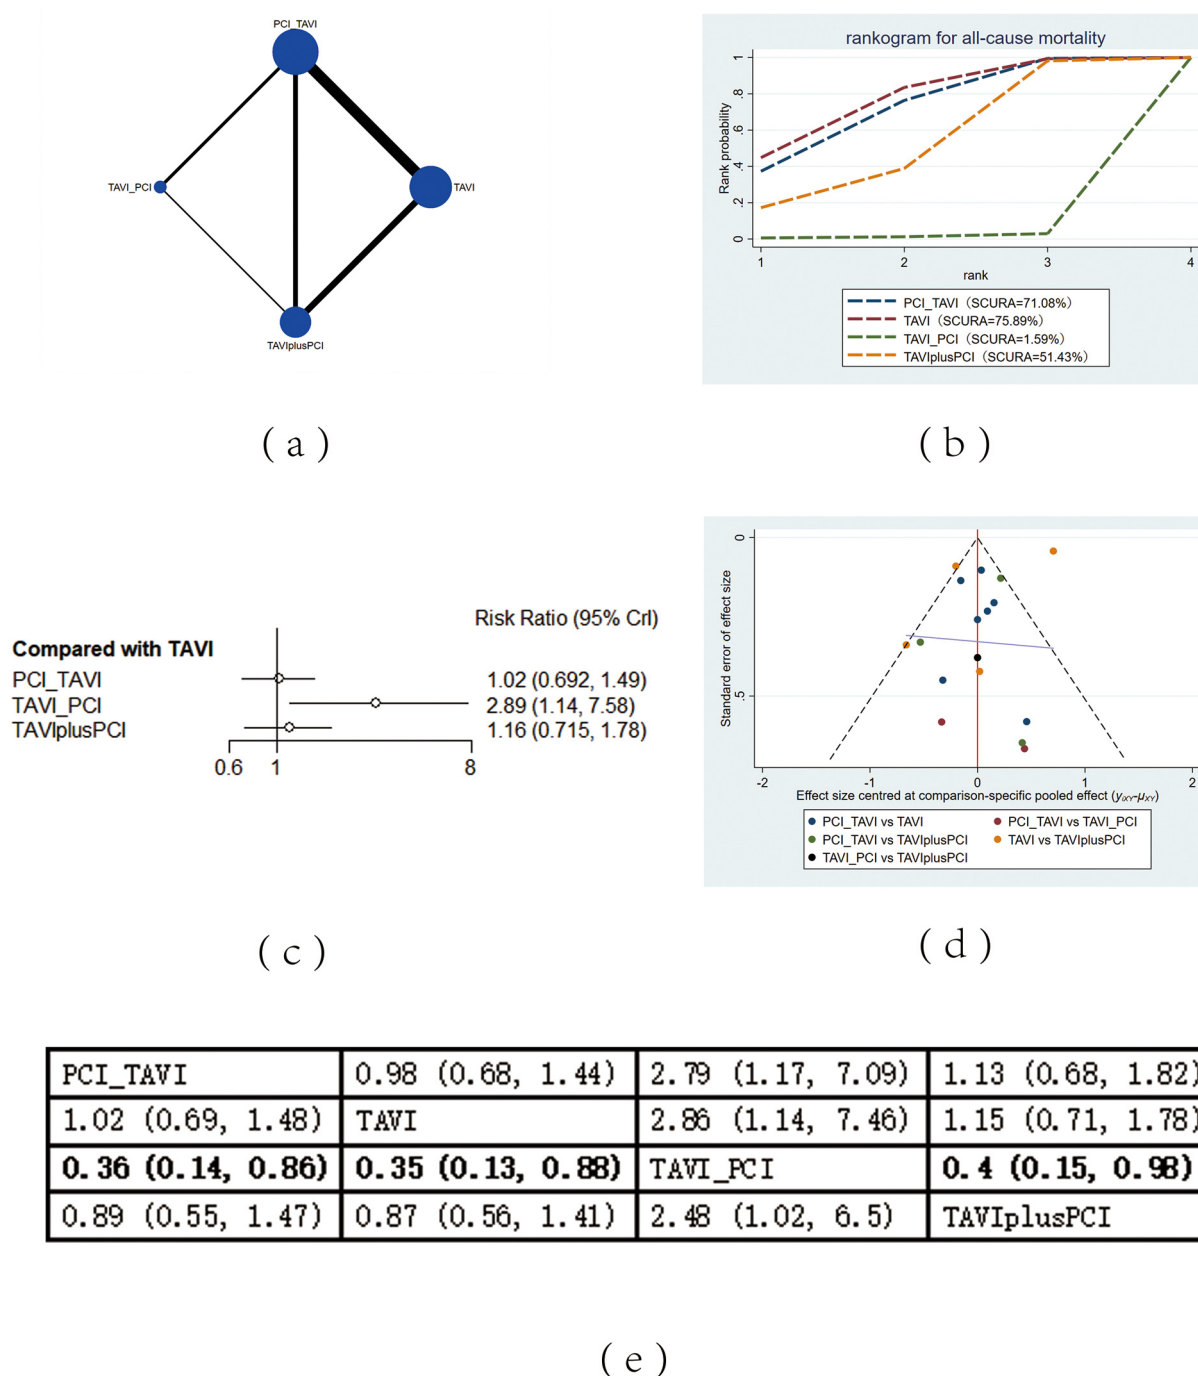 PCI_TAVI
TAVI_PCI
TAVI
TAVIplusPCI
( a )
rankogram for all-cause mortality
Rank probability
1
.8
.6
.4
.2
0
1 2 3 4
rank
PCI_TAVI（SCURA=71.08%）
TAVI（SCURA=75.89%）
TAVI_PCI（SCURA=1.59%）
TAVIplusPCI（SCURA=51.43%）
( b )
Risk Ratio (95% CrI)
Compared with TAVI
PCI_TAVI 1.02 (0.692, 1.49)
TAVI_PCI 2.89 (1.14, 7.58)
TAVIplusPCI 1.16 (0.715, 1.78)
0.6 1 8
( c )
Standard error of effect size
0
.5
-2 -1 0 1 2
Effect size centred at comparison-specific pooled effect (yiXY-μXY)
PCI_TAVI vs TAVI PCI_TAVI vs TAVI_PCI
PCI_TAVI vs TAVIplusPCI TAVI vs TAVIplusPCI
TAVI_PCI vs TAVIplusPCI
( d )
PCI_TAVI 0.98 (0.68, 1.44) 2.79 (1.17, 7.09) 1.13 (0.68, 1.82)
1.02 (0.69, 1.48) TAVI 2.86 (1.14, 7.46) 1.15 (0.71, 1.78)
0.36 (0.14, 0.86) 0.35 (0.13, 0.88) TAVI_PCI 0.4 (0.15, 0.98)
0.89 (0.55, 1.47) 0.87 (0.56, 1.41) 2.48 (1.02, 6.5) TAVIplusPCI
( e )